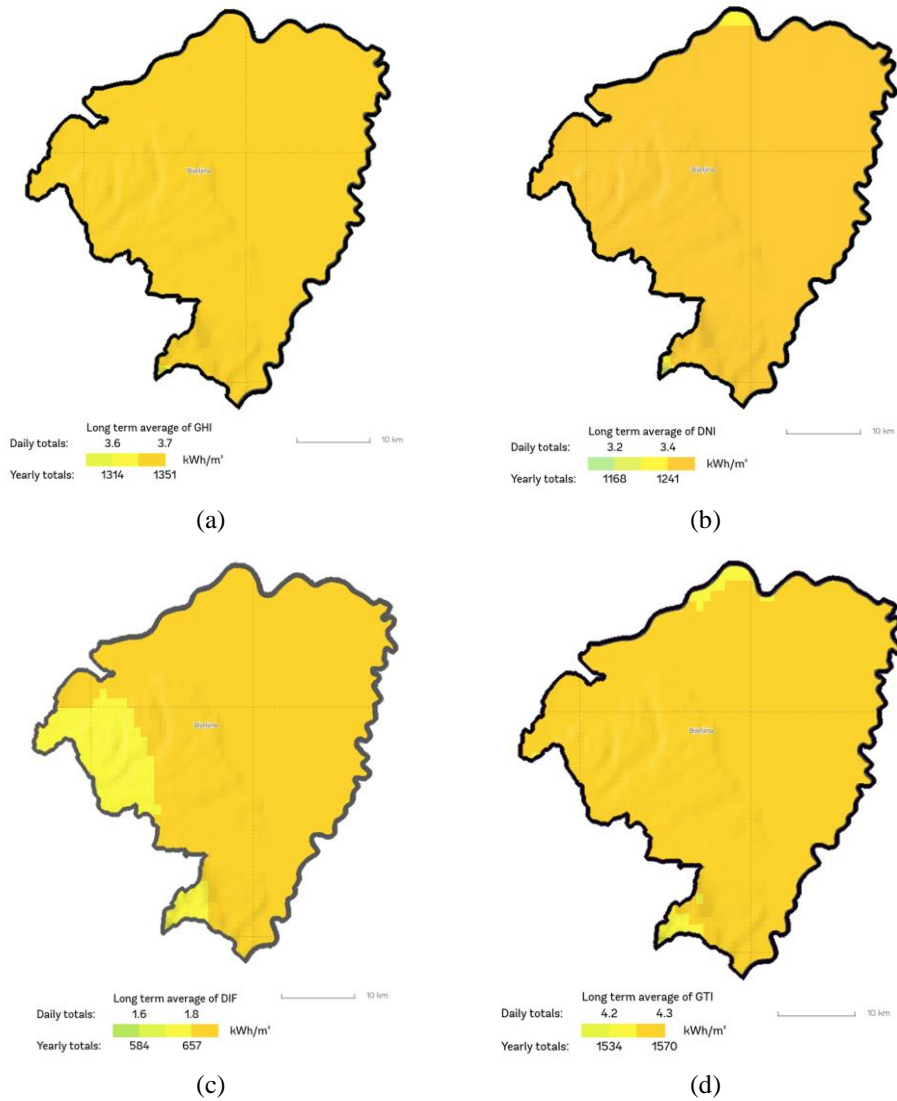 Bijeljina
Bijeljina
Long term average of GHI
Daily totals: 3.6 3.7
kWh/m²
Yearly totals: 1314 1351
10 km
Long term average of DNI
Daily totals: 3.2 3.4
kWh/m²
Yearly totals: 1168 1241
10 km
(a)
(b)
Bijeljina
Bijeljina
Long term average of DIF
Daily totals: 1.6 1.8
kWh/m²
Yearly totals: 584 657
10 km
Long term average of GTI
Daily totals: 4.2 4.3
kWh/m²
Yearly totals: 1534 1570
10 km
(c)
(d)